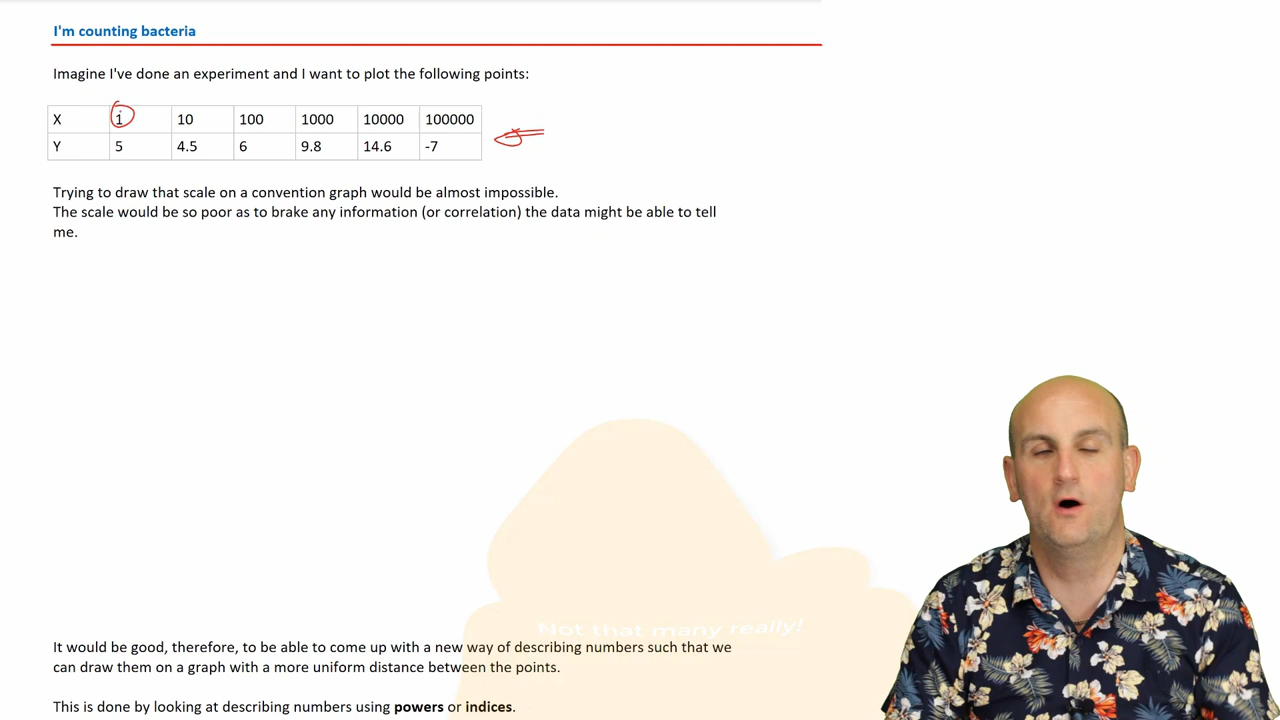 I'm counting bacteria
Imagine I've done an experiment and I want to plot the following points:
X 1 10 100 1000 10000 100000
Y 5 4.5 6 9.8 14.6 -7
Trying to draw that scale on a convention graph would be almost impossible.
The scale would be so poor as to brake any information (or correlation) the data might be able to tell
me.
Not that many really!
It would be good, therefore, to be able to come up with a new way of describing numbers such that we
can draw them on a graph with a more uniform distance between the points.
This is done by looking at describing numbers using powers or indices.